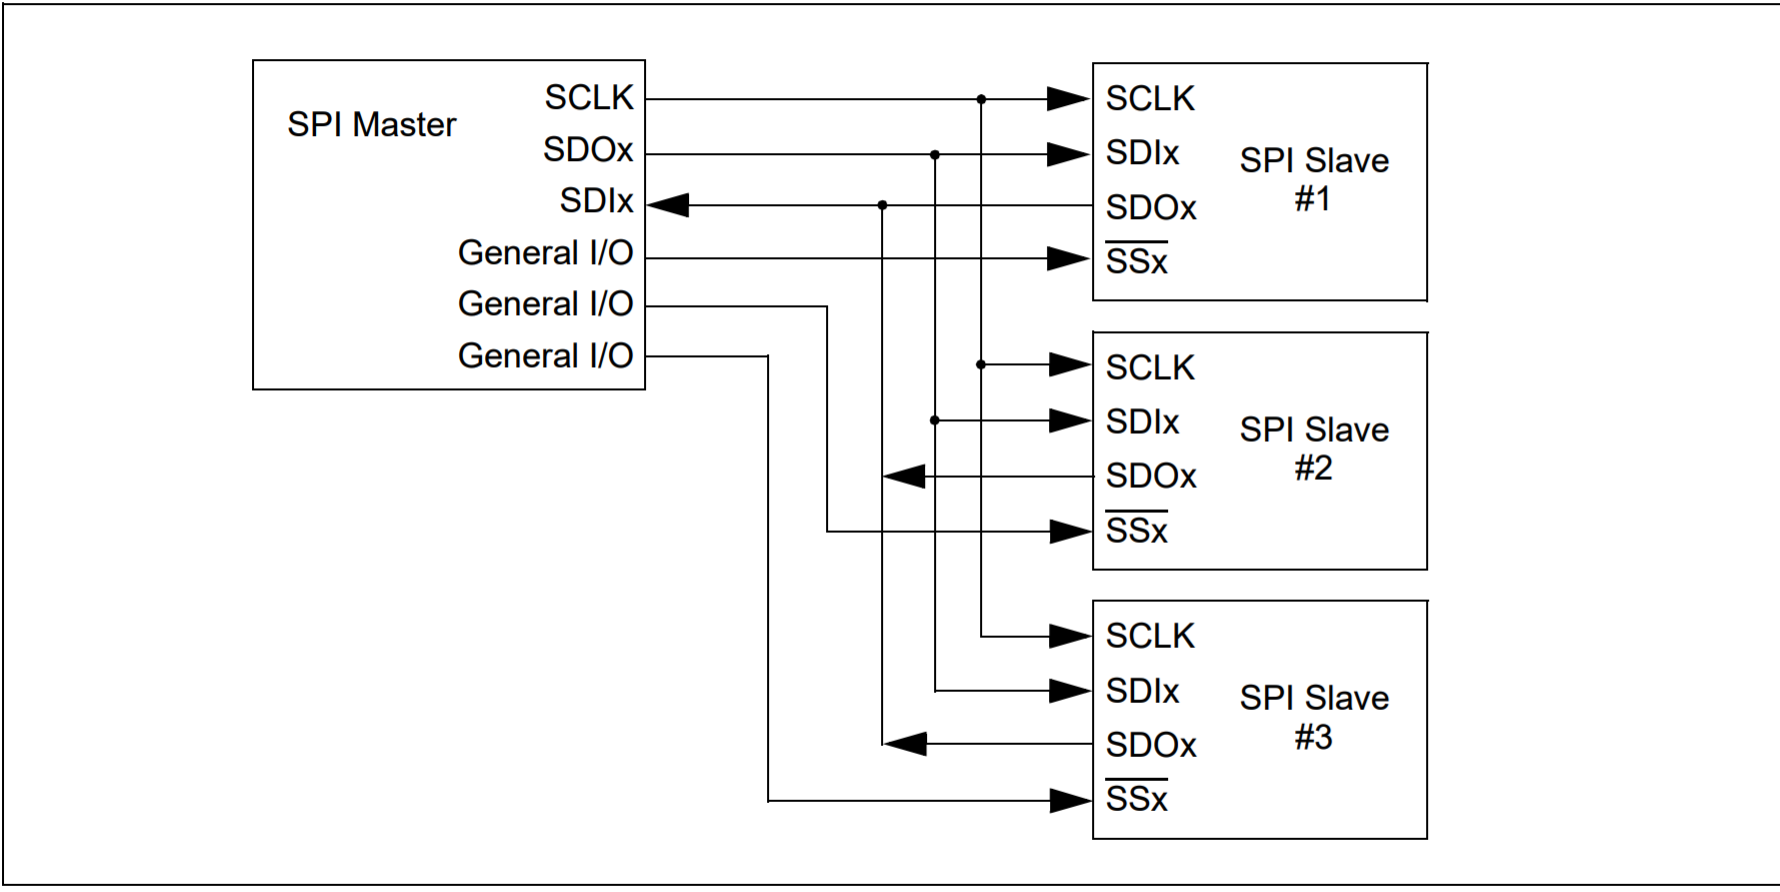 SPI Master
SCLK
SDOx
SDIx
General I/O
General I/O
General I/O
SCLK
SDIx
SDOx
SSx
SPI Slave
#1
SCLK
SDIx
SDOx
SSx
SPI Slave
#2
SCLK
SDIx
SDOx
SSx
SPI Slave
#3